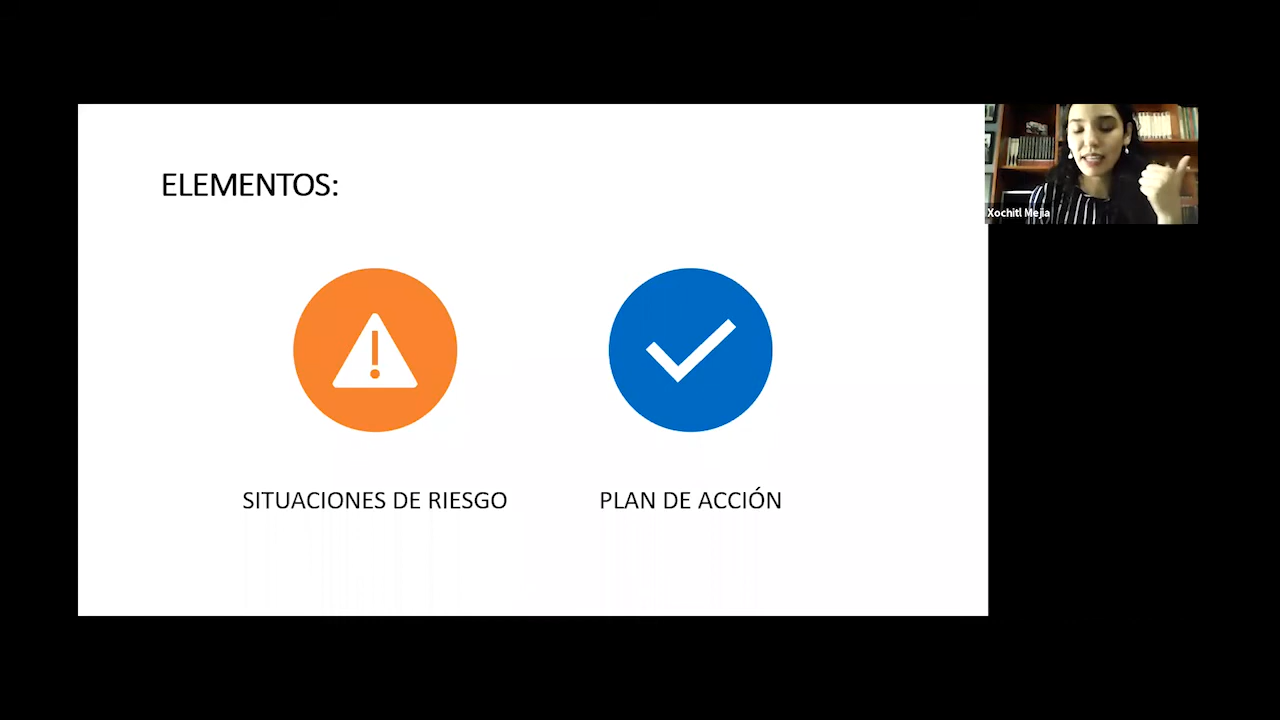 ELEMENTOS:
Xochitl Mejia
SITUACIONES DE RIESGO
PLAN DE ACCIÓN